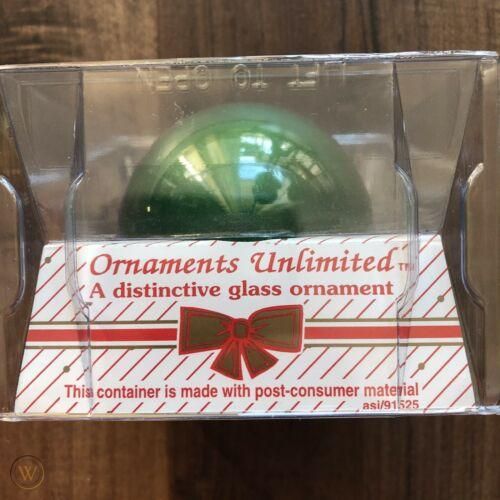 LIFT TO OPEN
Ornaments Unlimited™
A distinctive glass ornament
This container is made with post-consumer material
asi/91525
W